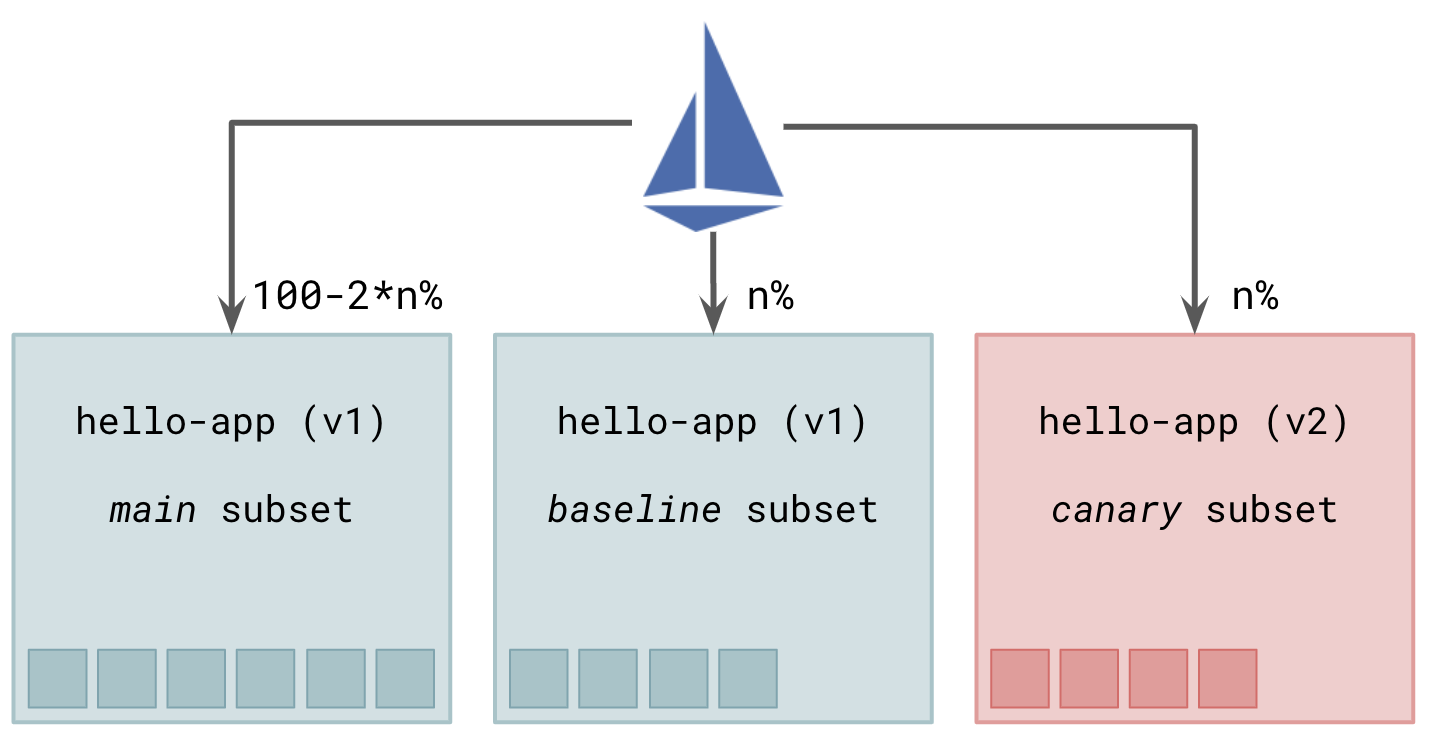 100-2*n%
n%
n%
hello-app (v1)
main subset
hello-app (v1)
baseline subset
hello-app (v2)
canary subset